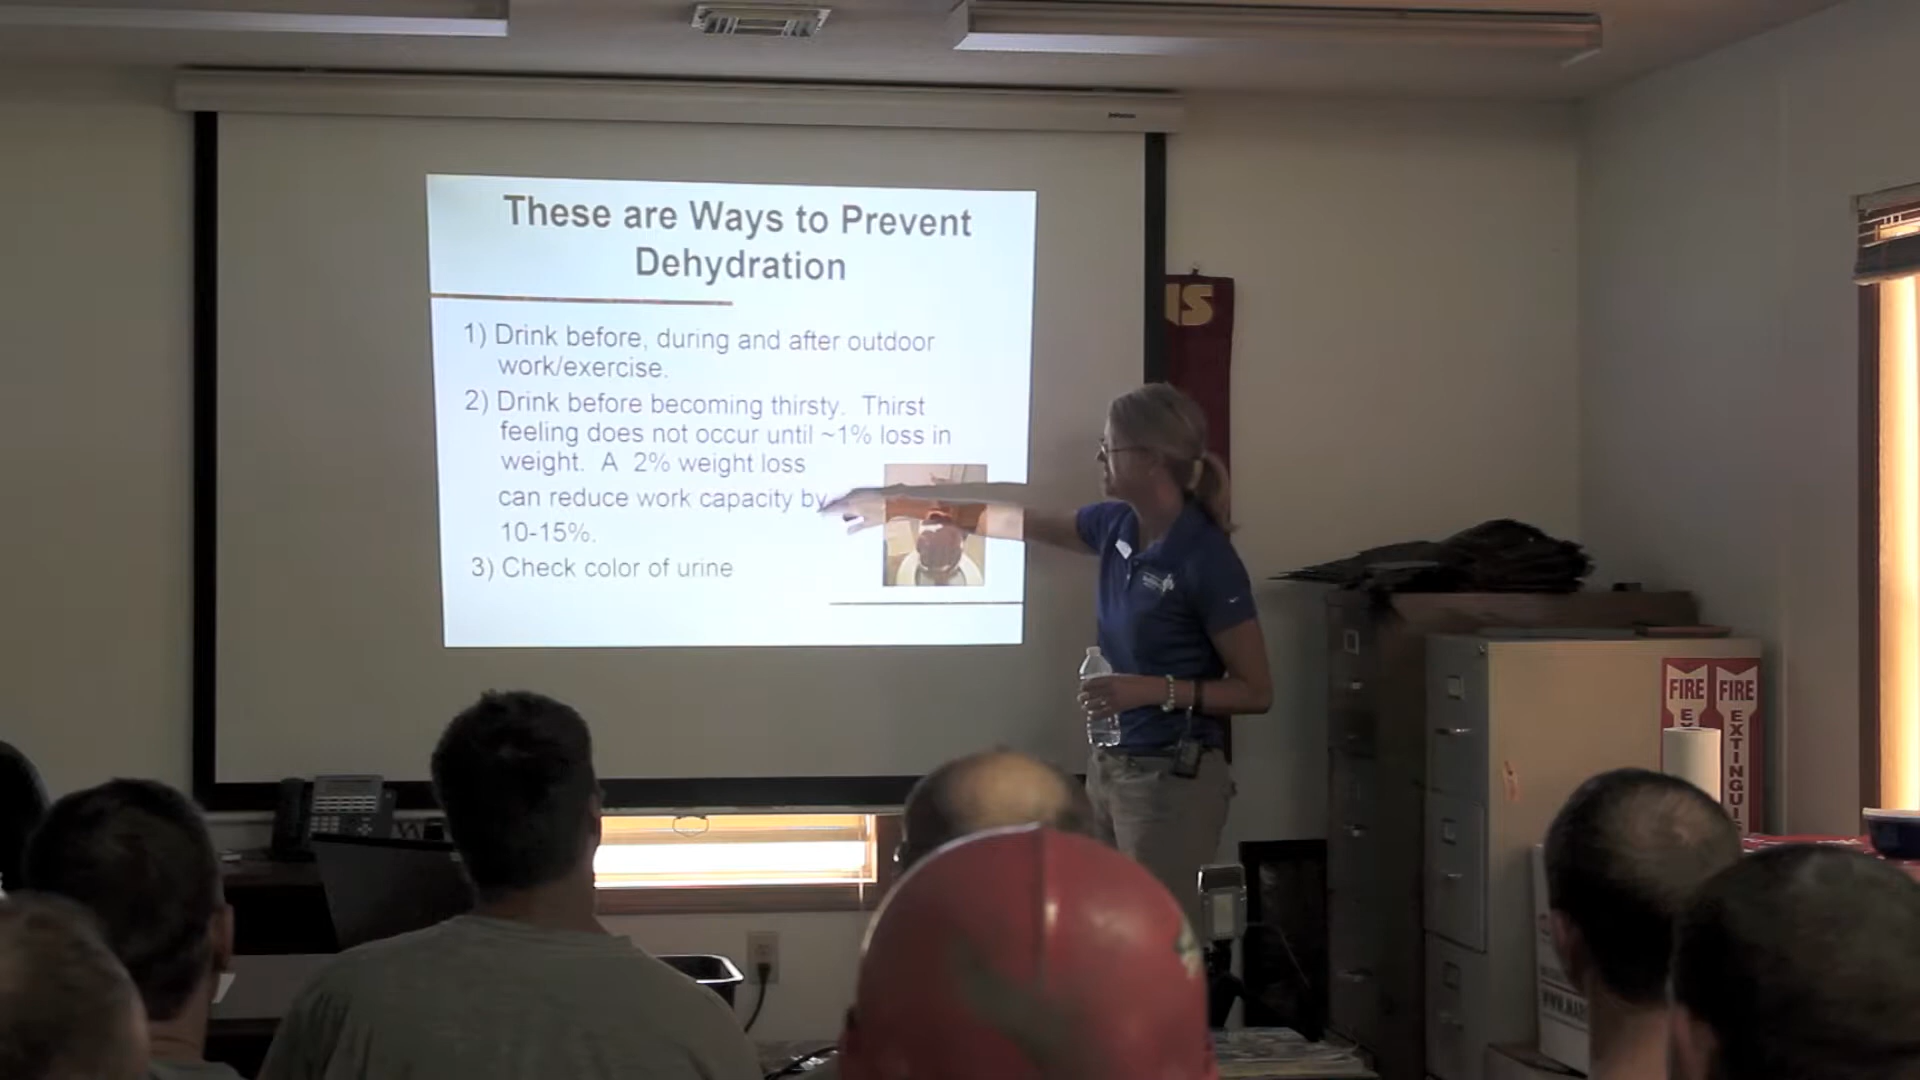 These are Ways to Prevent
Dehydration
1) Drink before, during and after outdoor
work/exercise.
2) Drink before becoming thirsty. Thirst
feeling does not occur until ~1% loss in
weight. A 2% weight loss
can reduce work capacity by
10-15%.
3) Check color of urine
NS
FIRE FIRE
E
EXTINGUI